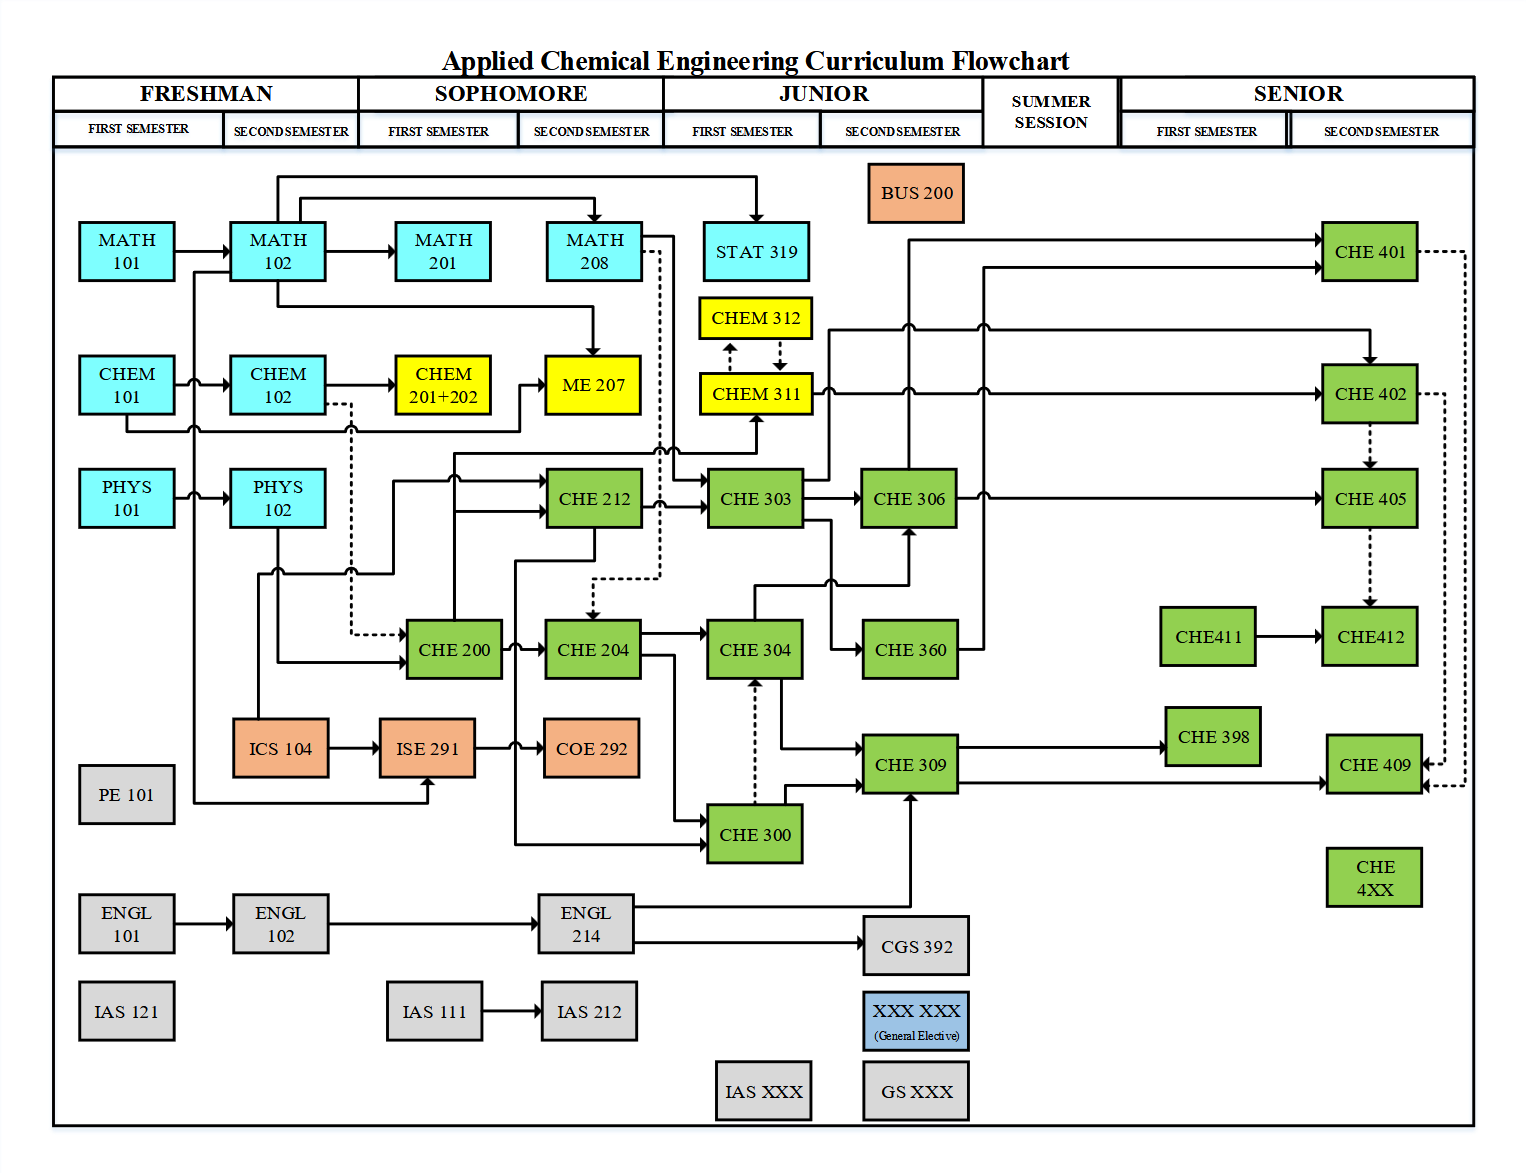 Applied Chemical Engineering Curriculum Flowchart
FRESHMAN
SOPHOMORE
JUNIOR
SUMMER
SESSION
SENIOR
FIRST SEMESTER
SECOND SEMESTER
FIRST SEMESTER
SECOND SEMESTER
FIRST SEMESTER
SECOND SEMESTER
FIRST SEMESTER
SECOND SEMESTER
BUS 200
MATH
101
MATH
102
MATH
201
MATH
208
STAT 319
CHE 401
CHEM 312
CHEM
101
CHEM
102
CHEM
201+202
ME 207
CHEM 311
CHE 402
PHYS
101
PHYS
102
CHE 212
CHE 303
CHE 306
CHE 405
CHE 200
CHE 204
CHE 304
CHE 360
CHE411
CHE412
ICS 104
ISE 291
COE 292
CHE 309
CHE 398
CHE 409
PE 101
CHE 300
CHE
4XX
ENGL
101
ENGL
102
ENGL
214
CGS 392
IAS 121
IAS 111
IAS 212
XXX XXX
(General Elective)
IAS XXX
GS XXX